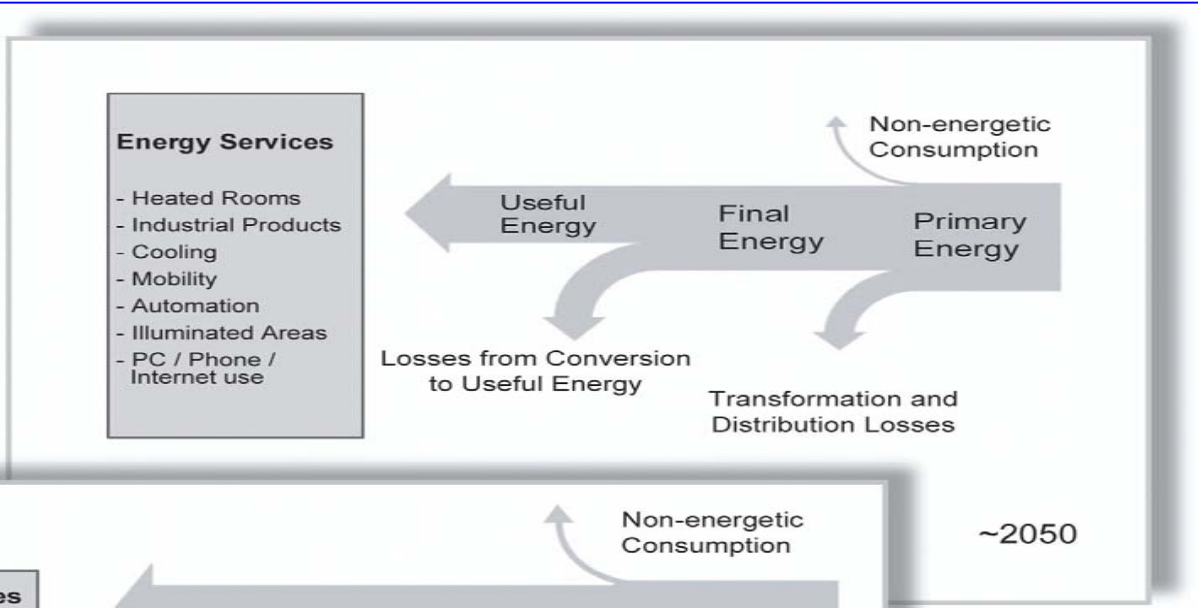 Energy Services
- Heated Rooms
- Industrial Products
- Cooling
- Mobility
- Automation
- Illuminated Areas
- PC / Phone /
Internet use
Non-energetic
Consumption
Useful
Energy
Final
Energy
Primary
Energy
Losses from Conversion
to Useful Energy
Transformation and
Distribution Losses
~2050
Non-energetic
Consumption
es